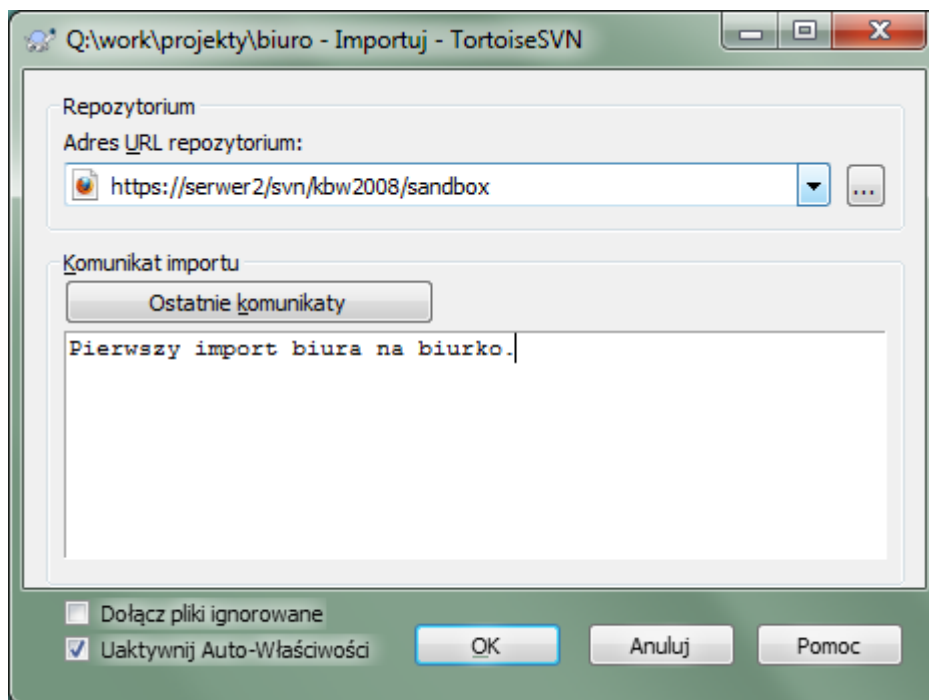 Q:\work\projekty\biuro - Importuj - TortoiseSVN
Repozytorium
Adres URL repozytorium:
https://serwer2/svn/kbw2008/sandbox
...
Komunikat importu
Ostatnie komunikaty
Pierwszy import biura na biurko.
Dołącz pliki ignorowane
Uaktywnij Auto-Właściwości
OK
Anuluj
Pomoc